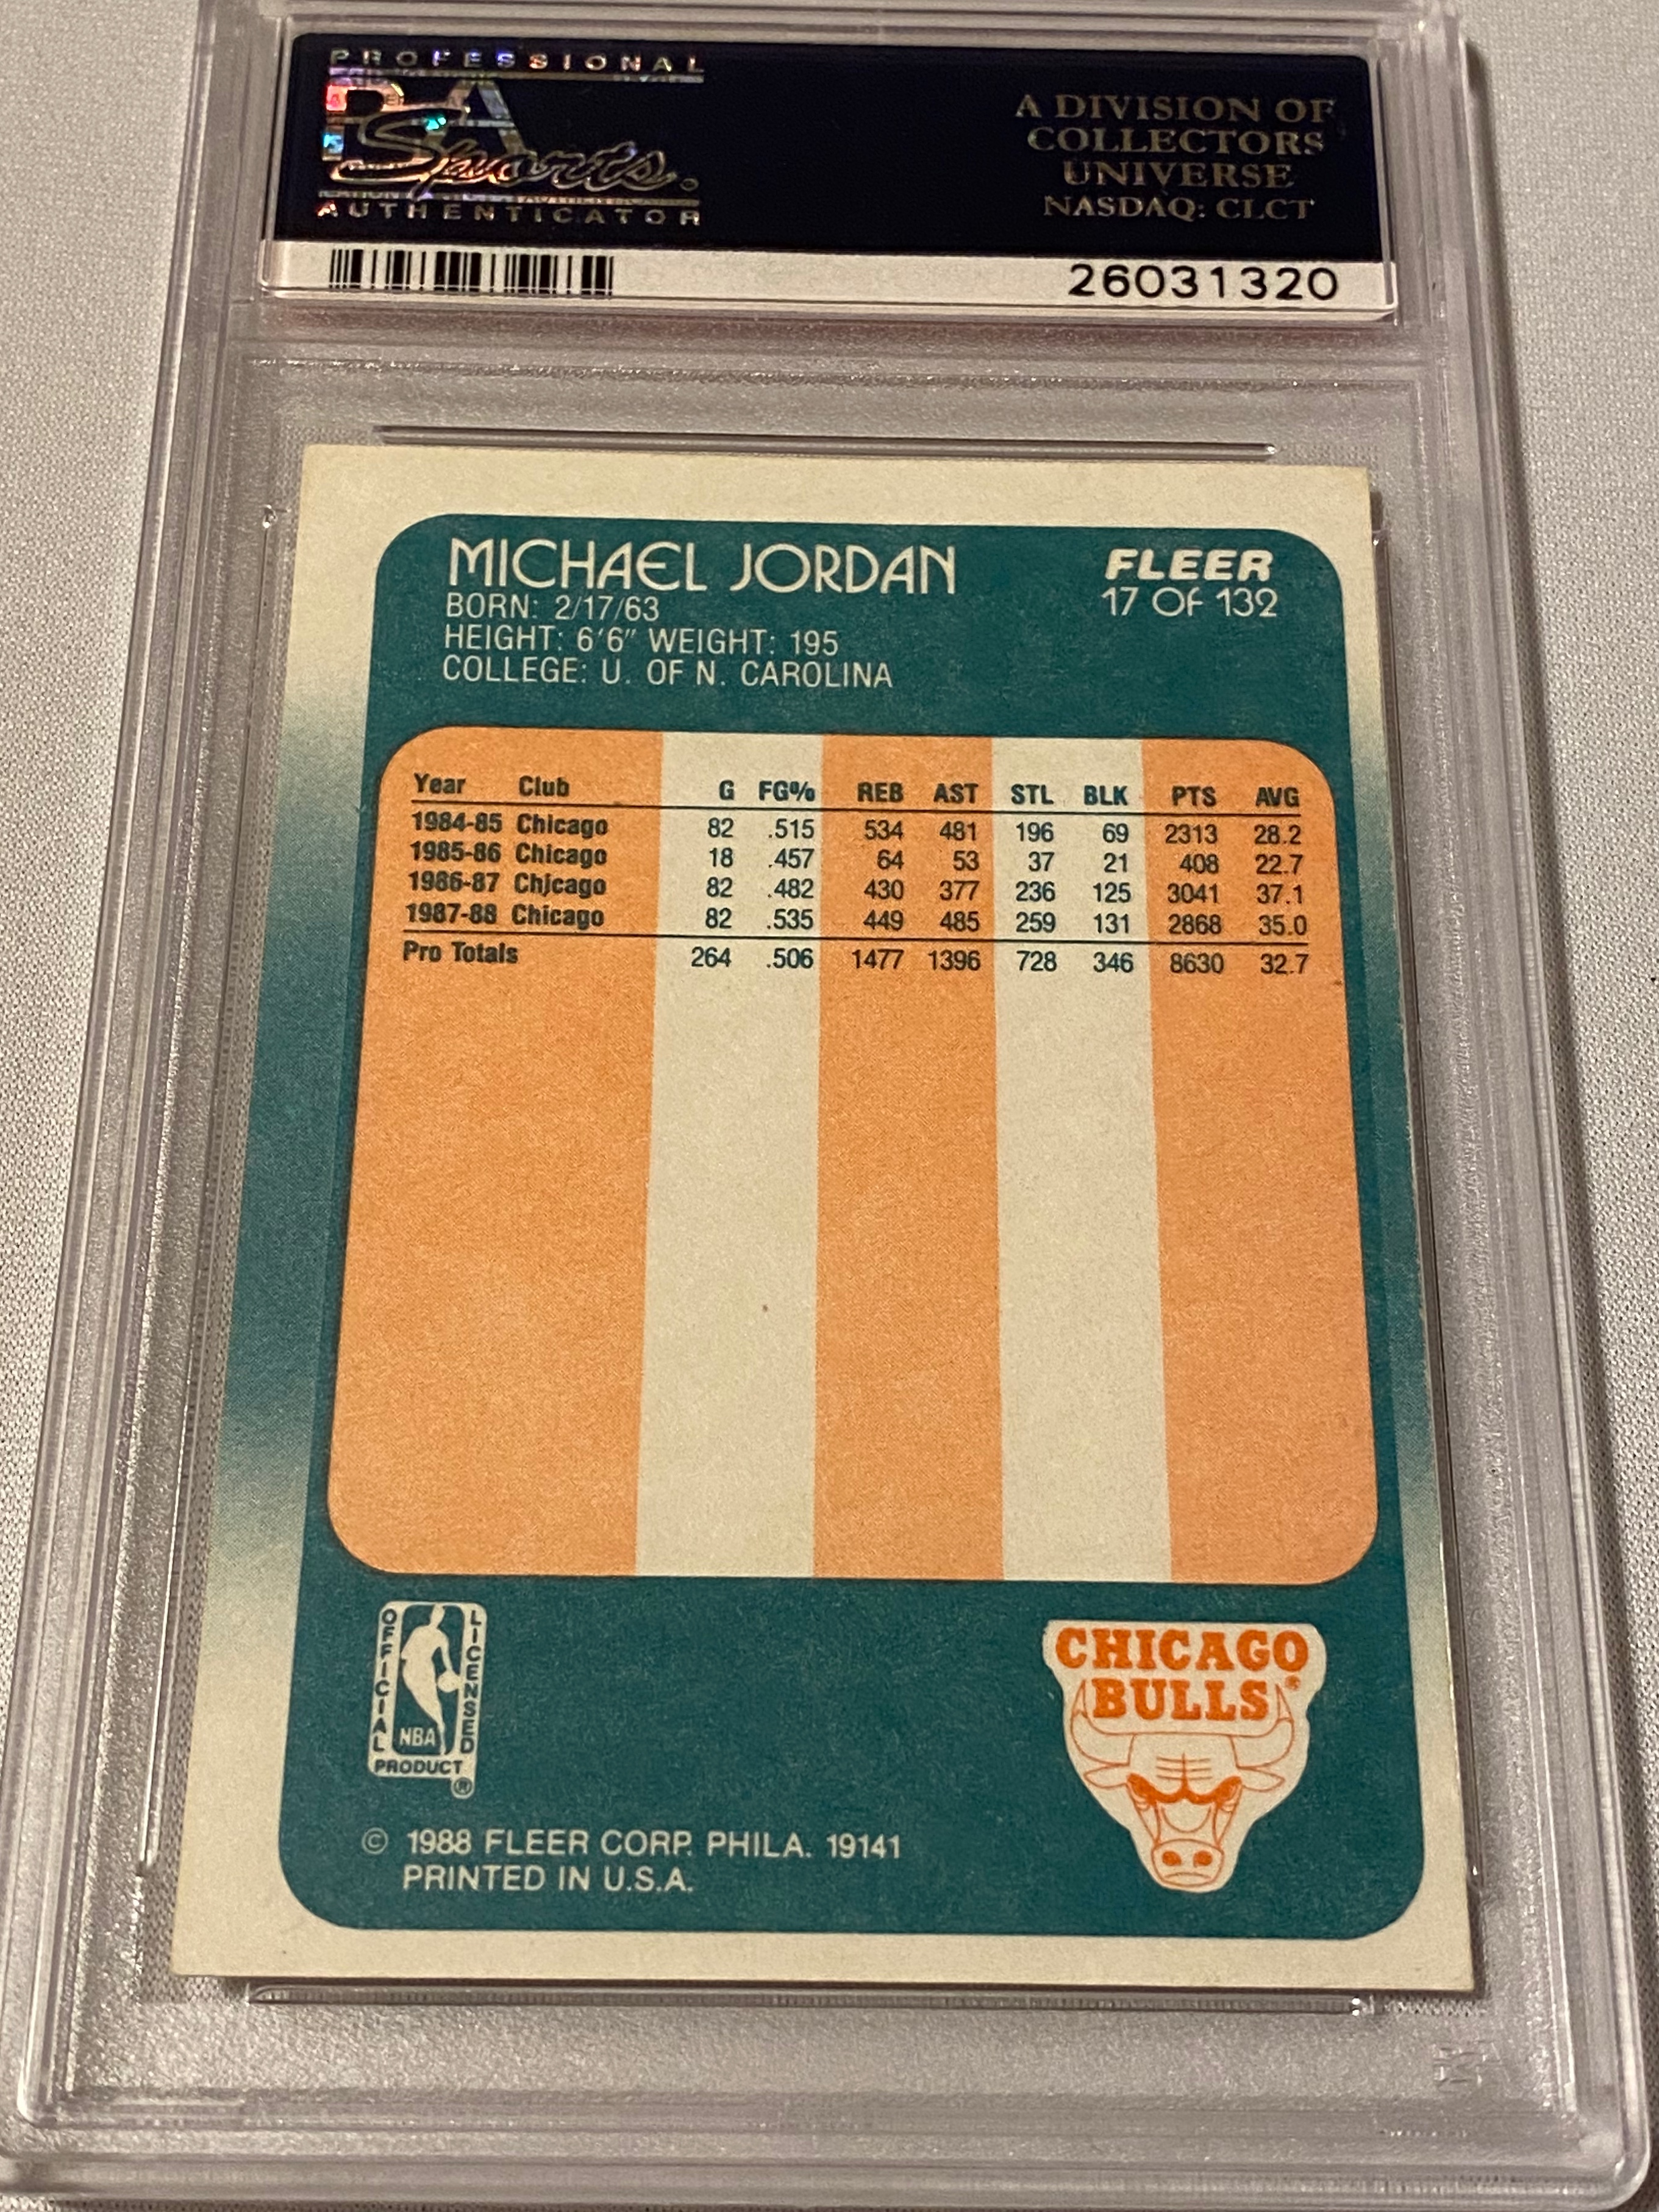 PROFESSIONAL
PSA
Sports
AUTHENTICATOR
A DIVISION OF
COLLECTORS
UNIVERSE
NASDAQ: CLCT
26031320
MICHAEL JORDAN
BORN: 2/17/63
HEIGHT: 6'6" WEIGHT: 195
COLLEGE: U. OF N. CAROLINA
FLEER
17 OF 132
Year Club G FG% REB AST STL BLK PTS AVG
1984-85 Chicago 82 .515 534 481 196 69 2313 28.2
1985-86 Chicago 18 .457 64 53 37 21 408 22.7
1986-87 Chicago 82 .482 430 377 236 125 3041 37.1
1987-88 Chicago 82 .535 449 485 259 131 2868 35.0
Pro Totals 264 .506 1477 1396 728 346 8630 32.7
OFFICIAL
LICENSED
NBA
PRODUCT
®
CHICAGO
BULLS®
© 1988 FLEER CORP. PHILA. 19141
PRINTED IN U.S.A.